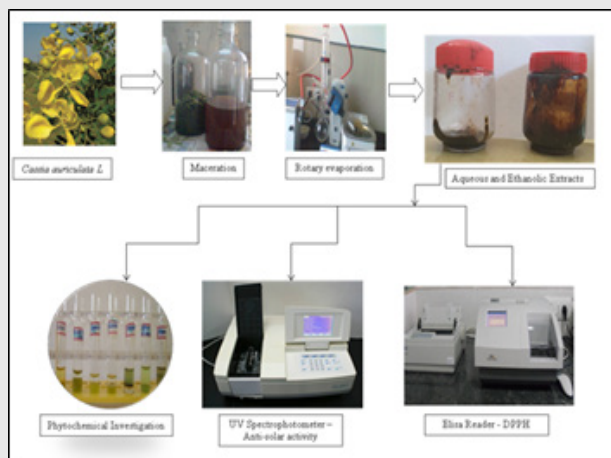 Cassia auriculata L
Maceration
Rotary evaporation
Aqueous and Ethanolic Extracts
Phytochemical Investigation
UV Spectrophotometer –
Anti-solar activity
Elisa Reader - DPPH